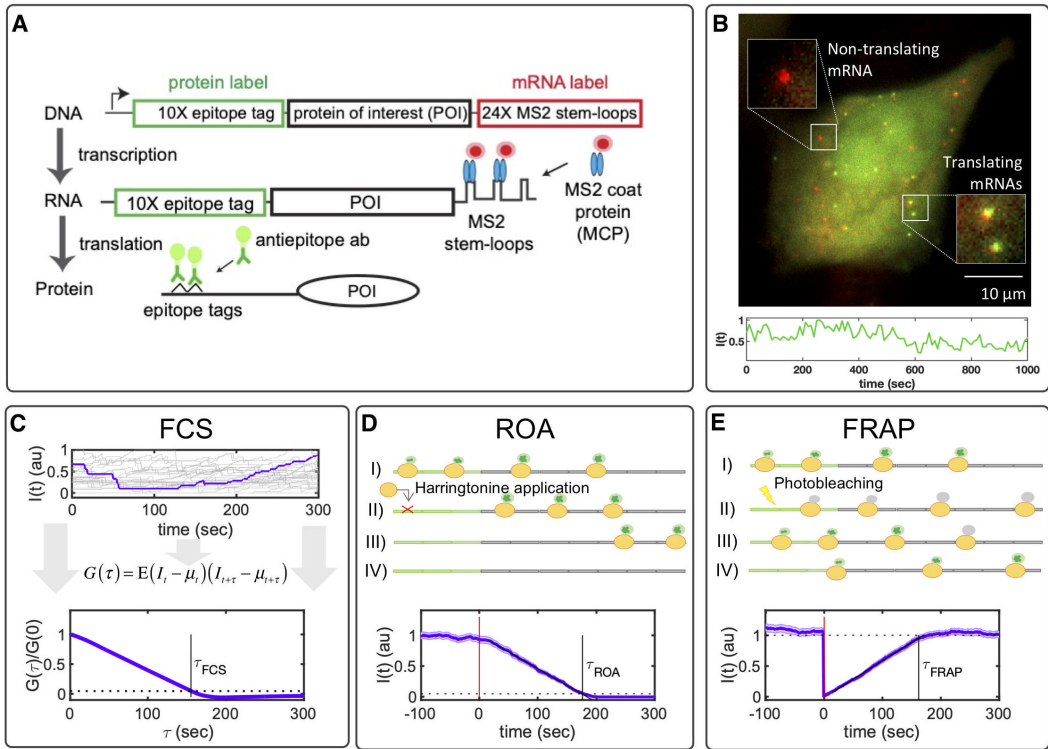 A
protein label
mRNA label
DNA
10X epitope tag
protein of interest (POI)
24X MS2 stem-loops
transcription
RNA
10X epitope tag
POI
MS2
stem-loops
MS2 coat
protein
(MCP)
translation
antiepitope ab
Protein
epitope tags
POI
B
Non-translating
mRNA
Translating
mRNAs
10 μm
I(t)
1
0.5
0
200
400
600
800
1000
time (sec)
C
FCS
I(t) (au)
1
0.5
0
0
100
200
300
time (sec)
G(τ) = E(I_t − μ_t)(I_{t+τ} − μ_{t+τ})
G(τ)/G(0)
1
0.5
0
τFCS
0
100
200
300
τ (sec)
D
ROA
I)
Harringtonine application
II)
III)
IV)
I(t) (au)
1
0.5
0
τROA
-100
0
100
200
300
time (sec)
E
FRAP
I)
Photobleaching
II)
III)
IV)
I(t) (au)
1
0.5
0
τFRAP
-100
0
100
200
300
time (sec)